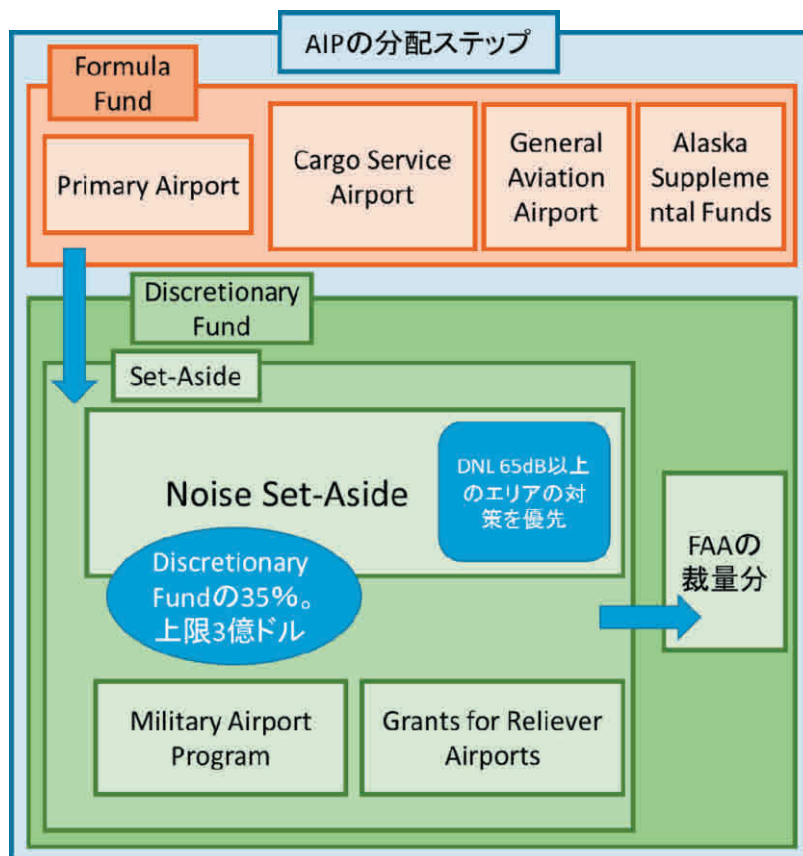 AIPの分配ステップ
Formula
Fund
Primary Airport
Cargo Service
Airport
General
Aviation
Airport
Alaska
Suppleme
ntal Funds
Discretionary
Fund
Set-Aside
Noise Set-Aside
DNL 65dB以上
のエリアの対
策を優先
Discretionary
Fundの35%。
上限3億ドル
FAAの
裁量分
Military Airport
Program
Grants for Reliever
Airports